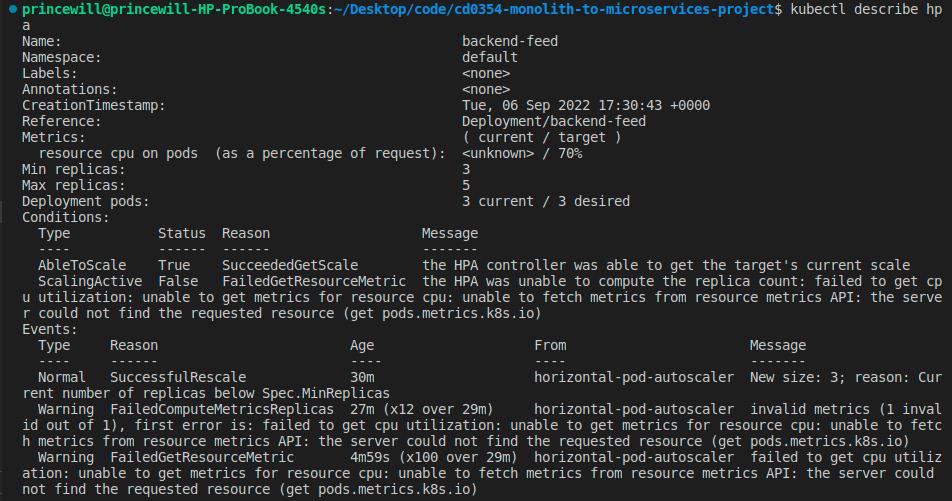 princewill@princewill-HP-ProBook-4540s:~/Desktop/code/cd0354-monolith-to-microservices-project$ kubectl describe hp
a
Name: backend-feed
Namespace: default
Labels: <none>
Annotations: <none>
CreationTimestamp: Tue, 06 Sep 2022 17:30:43 +0000
Reference: Deployment/backend-feed
Metrics: ( current / target )
resource cpu on pods (as a percentage of request): <unknown> / 70%
Min replicas: 3
Max replicas: 5
Deployment pods: 3 current / 3 desired
Conditions:
Type Status Reason Message
---- ------ ------ -------
AbleToScale True SucceededGetScale the HPA controller was able to get the target's current scale
ScalingActive False FailedGetResourceMetric the HPA was unable to compute the replica count: failed to get cp
u utilization: unable to get metrics for resource cpu: unable to fetch metrics from resource metrics API: the serve
r could not find the requested resource (get pods.metrics.k8s.io)
Events:
Type Reason Age From Message
---- ------ ---- ---- -------
Normal SuccessfulRescale 30m horizontal-pod-autoscaler New size: 3; reason: Cur
rent number of replicas below Spec.MinReplicas
Warning FailedComputeMetricsReplicas 27m (x12 over 29m) horizontal-pod-autoscaler invalid metrics (1 inval
id out of 1), first error is: failed to get cpu utilization: unable to get metrics for resource cpu: unable to fetc
h metrics from resource metrics API: the server could not find the requested resource (get pods.metrics.k8s.io)
Warning FailedGetResourceMetric 4m59s (x100 over 29m) horizontal-pod-autoscaler failed to get cpu utiliz
ation: unable to get metrics for resource cpu: unable to fetch metrics from resource metrics API: the server could
not find the requested resource (get pods.metrics.k8s.io)